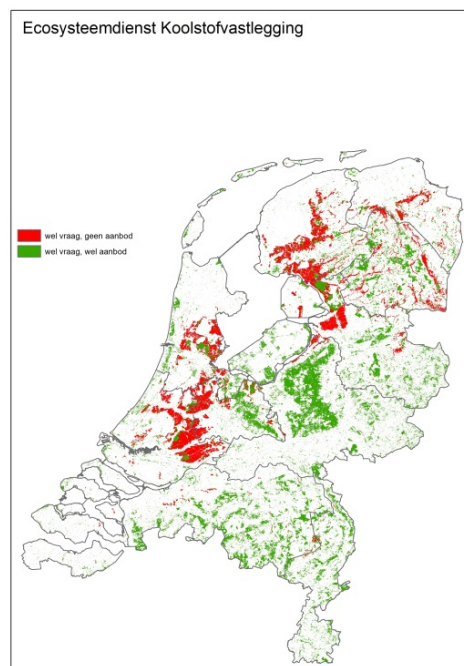 Ecosysteemdienst Koolstofvastlegging
wel vraag, geen aanbod
wel vraag, wel aanbod